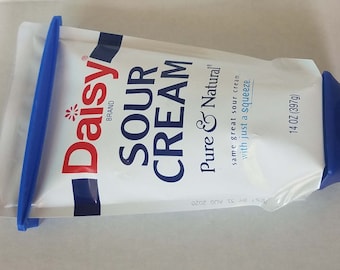 Daisy
BRAND
SOUR
CREAM
Pure & Natural
same great sour cream
with just a squeeze
14 OZ (397g)